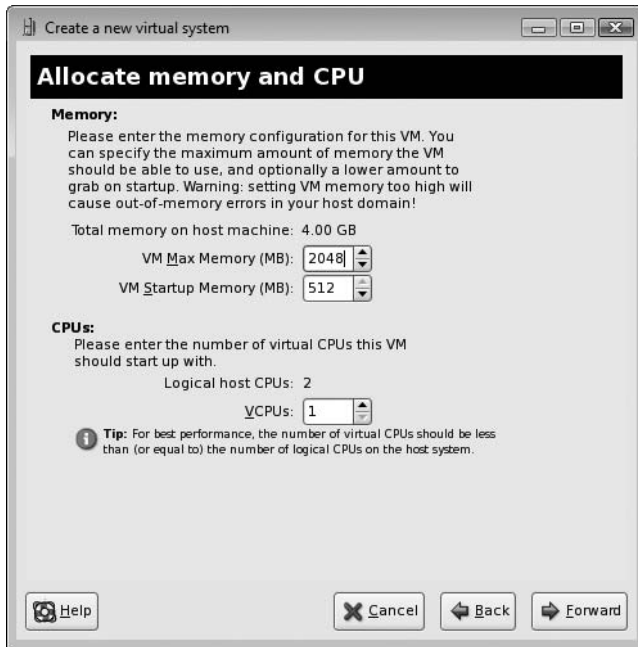 Create a new virtual system
Allocate memory and CPU
Memory:
Please enter the memory configuration for this VM. You
can specify the maximum amount of memory the VM
should be able to use, and optionally a lower amount to
grab on startup. Warning: setting VM memory too high will
cause out-of-memory errors in your host domain!
Total memory on host machine: 4.00 GB
VM Max Memory (MB): 2048
VM Startup Memory (MB): 512
CPUs:
Please enter the number of virtual CPUs this VM
should start up with.
Logical host CPUs: 2
VCPUs: 1
Tip: For best performance, the number of virtual CPUs should be less
than (or equal to) the number of logical CPUs on the host system.
Help Cancel Back Forward